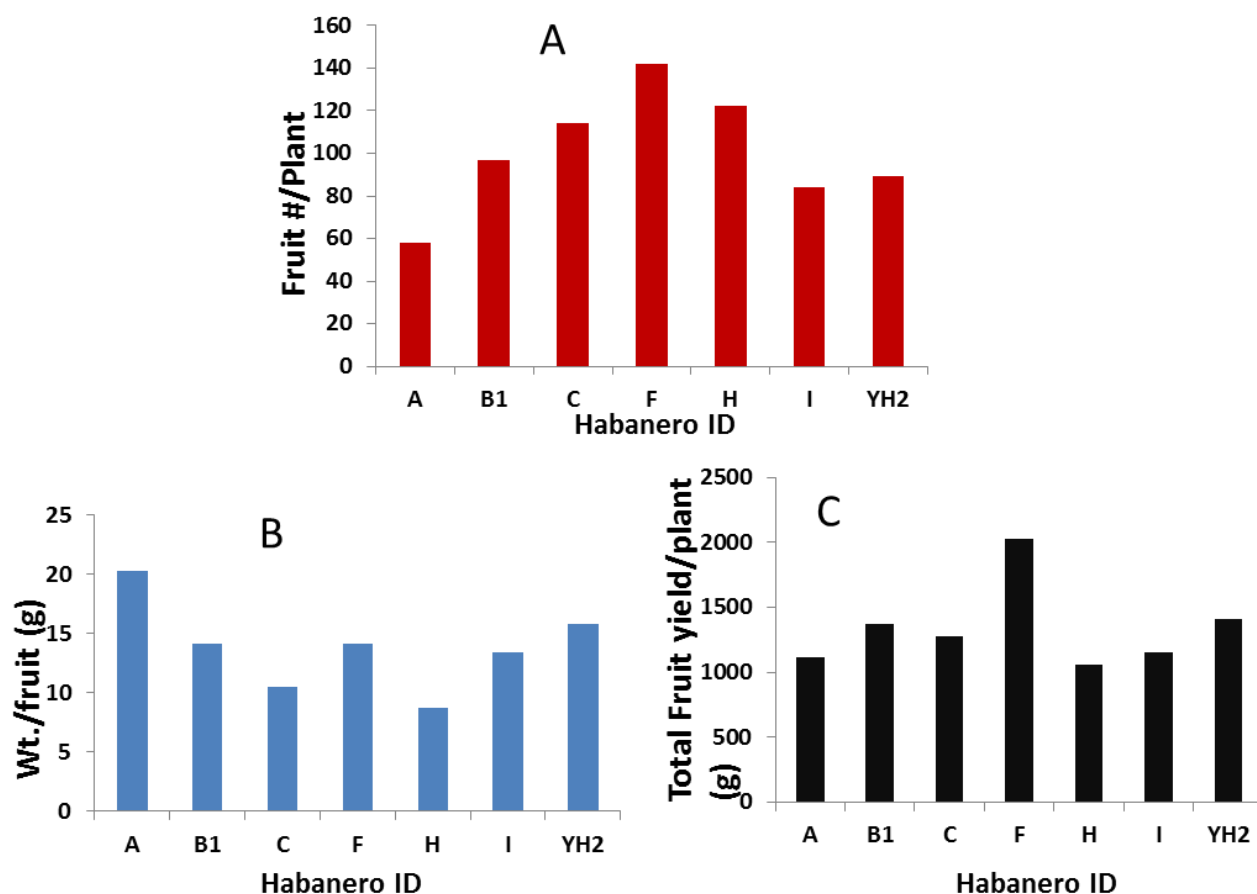 A
160
140
120
100
80
60
40
20
0
Fruit #/Plant
A B1 C F H I YH2
Habanero ID
B
25
20
15
10
5
0
Wt./fruit (g)
A B1 C F H I YH2
Habanero ID
C
2500
2000
1500
1000
500
0
Total Fruit yield/plant
(g)
A B1 C F H I YH2
Habanero ID